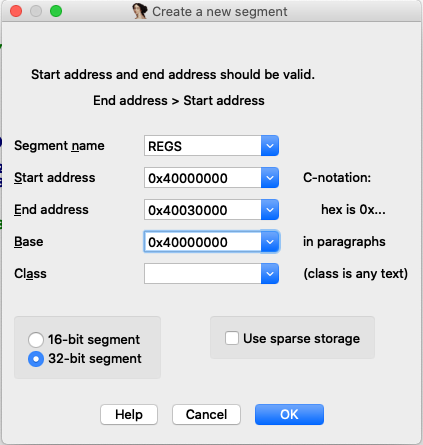 Create a new segment
Start address and end address should be valid.
End address > Start address
Segment name REGS
Start address 0x40000000 C-notation:
End address 0x40030000 hex is 0x...
Base 0x40000000 in paragraphs
Class (class is any text)
16-bit segment
32-bit segment
Use sparse storage
Help Cancel OK